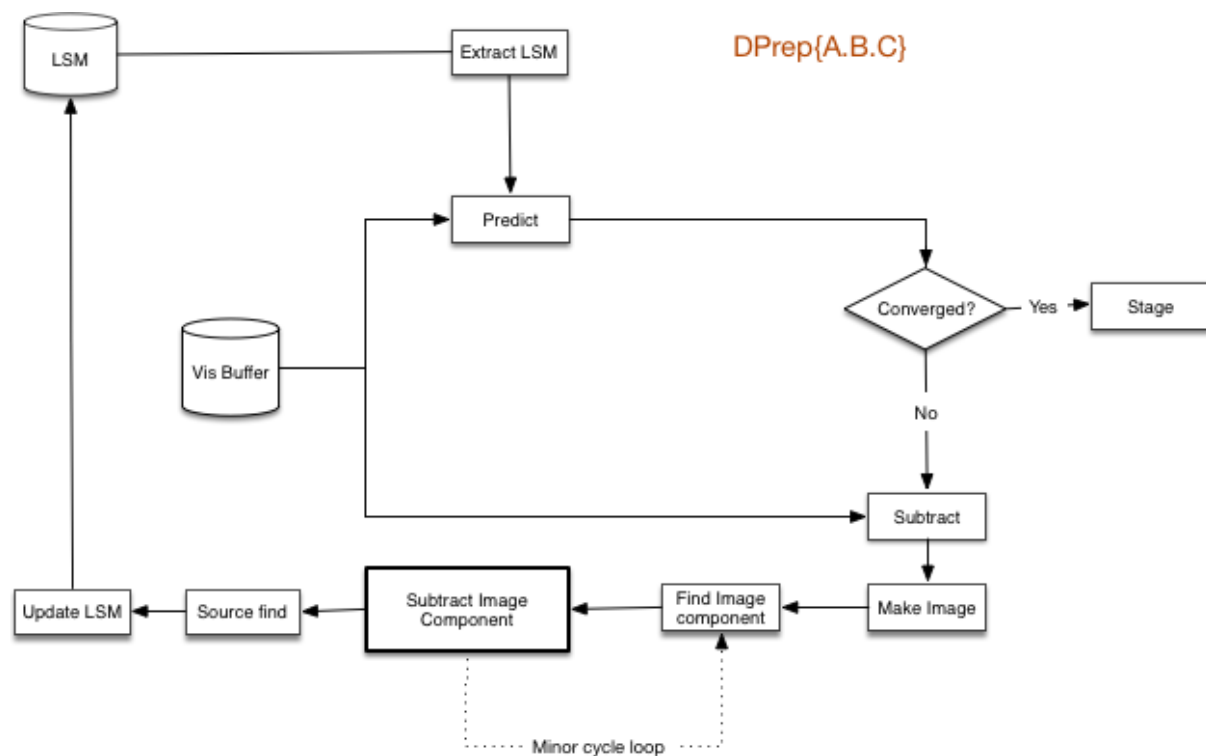 LSM
Extract LSM
DPrep{A.B.C}
Predict
Converged?
Yes
Stage
Vis Buffer
No
Subtract
Update LSM
Source find
Subtract Image
Component
Find Image
component
Make Image
Minor cycle loop